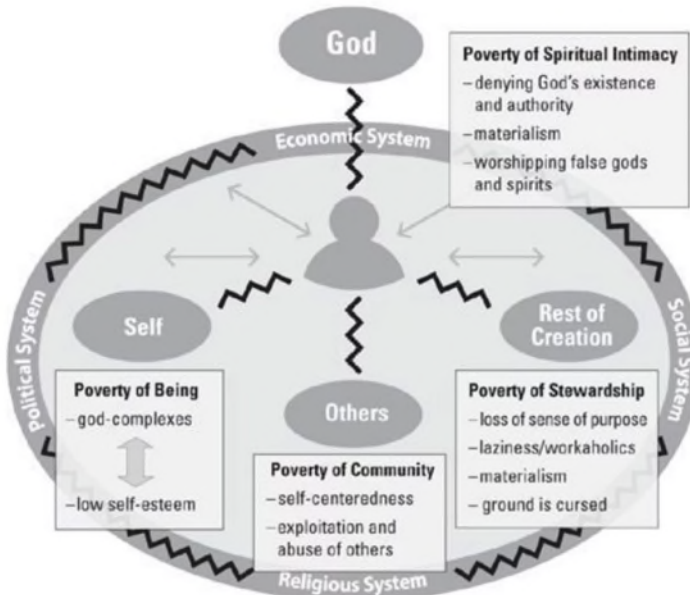 God
Poverty of Spiritual Intimacy
–denying God's existence
and authority
–materialism
–worshipping false gods
and spirits
Economic System
Political System
Social System
Self
Rest of
Creation
Others
Poverty of Being
–god-complexes
–low self-esteem
Poverty of Community
–self-centeredness
–exploitation and
abuse of others
Poverty of Stewardship
–loss of sense of purpose
–laziness/workaholics
–materialism
–ground is cursed
Religious System